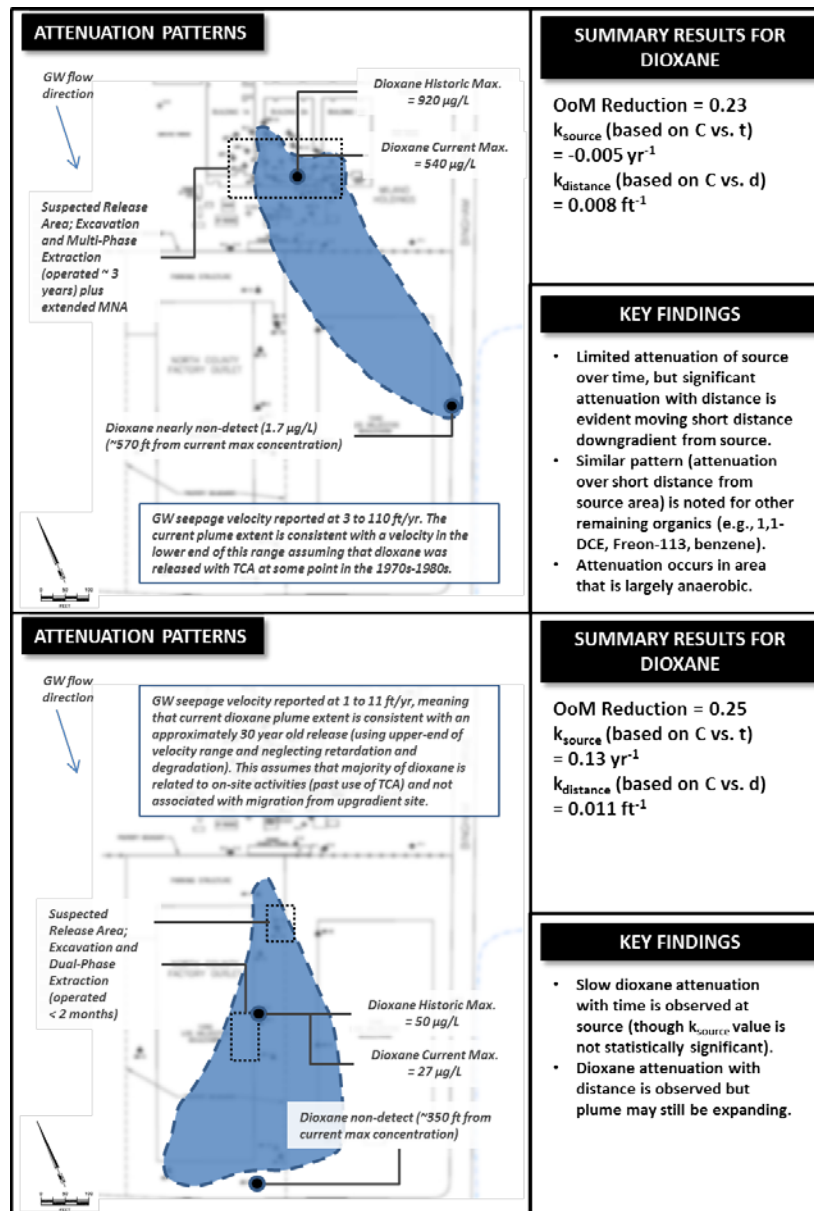 ATTENUATION PATTERNS
GW flow
direction
Dioxane Historic Max.
= 920 µg/L
Dioxane Current Max.
= 540 µg/L
Suspected Release
Area; Excavation
and Multi-Phase
Extraction
(operated ~ 3
years) plus
extended MNA
NORTH COUNTY
FACTORY OUTLET
Dioxane nearly non-detect (1.7 µg/L)
(~570 ft from current max concentration)
GW seepage velocity reported at 3 to 110 ft/yr. The
current plume extent is consistent with a velocity in the
lower end of this range assuming that dioxane was
released with TCA at some point in the 1970s-1980s.
SUMMARY RESULTS FOR
DIOXANE
OoM Reduction = 0.23
ksource (based on C vs. t)
= -0.005 yr-1
kdistance (based on C vs. d)
= 0.008 ft-1
KEY FINDINGS
• Limited attenuation of source
over time, but significant
attenuation with distance is
evident moving short distance
downgradient from source.
• Similar pattern (attenuation
over short distance from
source area) is noted for other
remaining organics (e.g., 1,1-
DCE, Freon-113, benzene).
• Attenuation occurs in area
that is largely anaerobic.
ATTENUATION PATTERNS
GW flow
direction
GW seepage velocity reported at 1 to 11 ft/yr, meaning
that current dioxane plume extent is consistent with an
approximately 30 year old release (using upper-end of
velocity range and neglecting retardation and
degradation). This assumes that majority of dioxane is
related to on-site activities (past use of TCA) and not
associated with migration from upgradient site.
Suspected
Release Area;
Excavation and
Dual-Phase
Extraction
(operated
< 2 months)
Dioxane Historic Max.
= 50 µg/L
Dioxane Current Max.
= 27 µg/L
Dioxane non-detect (~350 ft from
current max concentration)
SUMMARY RESULTS FOR
DIOXANE
OoM Reduction = 0.25
ksource (based on C vs. t)
= 0.13 yr-1
kdistance (based on C vs. d)
= 0.011 ft-1
KEY FINDINGS
• Slow dioxane attenuation
with time is observed at
source (though ksource value is
not statistically significant).
• Dioxane attenuation with
distance is observed but
plume may still be expanding.